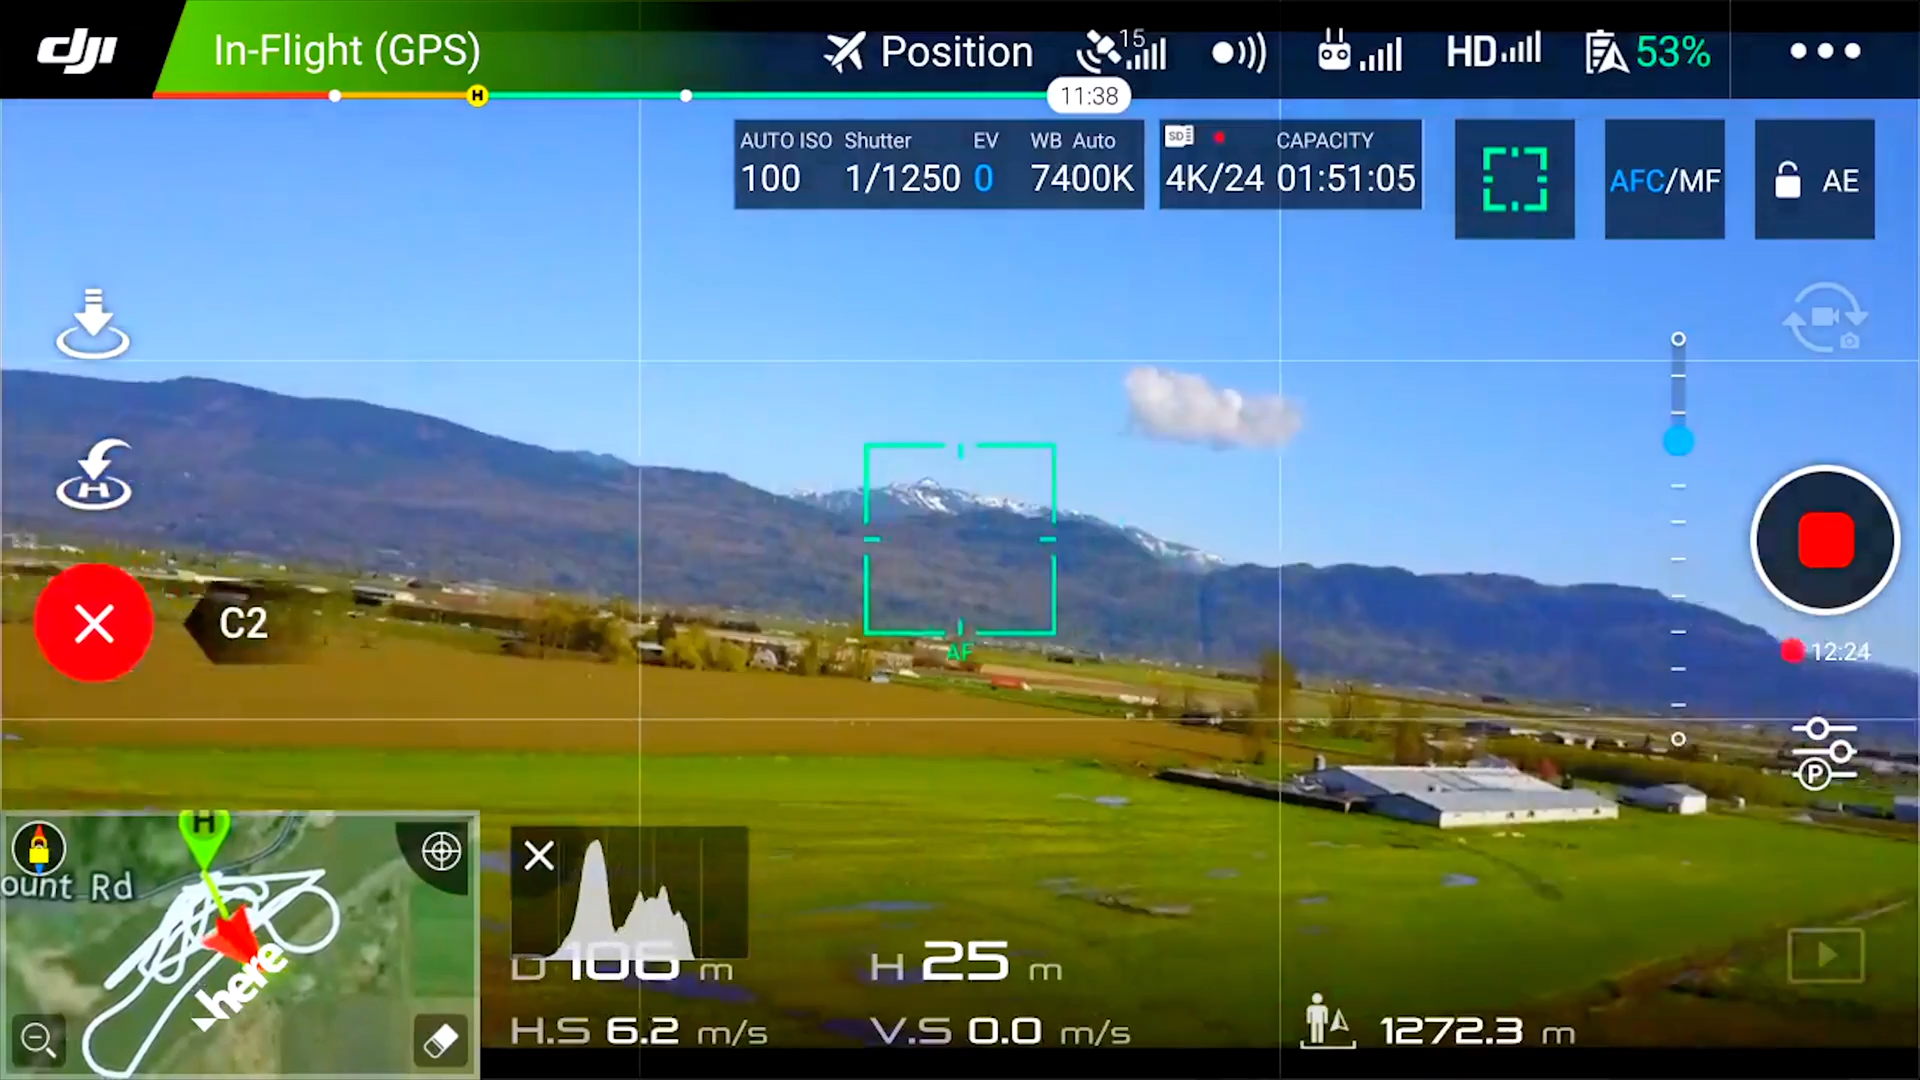 dji
In-Flight (GPS)
Position
15
HD
53%
H
11:38
AUTO ISO Shutter EV WB Auto
100 1/1250 0 7400K
SD CAPACITY
4K/24 01:51:05
AFC/MF
AE
H
C2
AF
12:24
P
H
ount Rd
here
D 106 m
H 25 m
H.S 6.2 m/s
V.S 0.0 m/s
1272.3 m